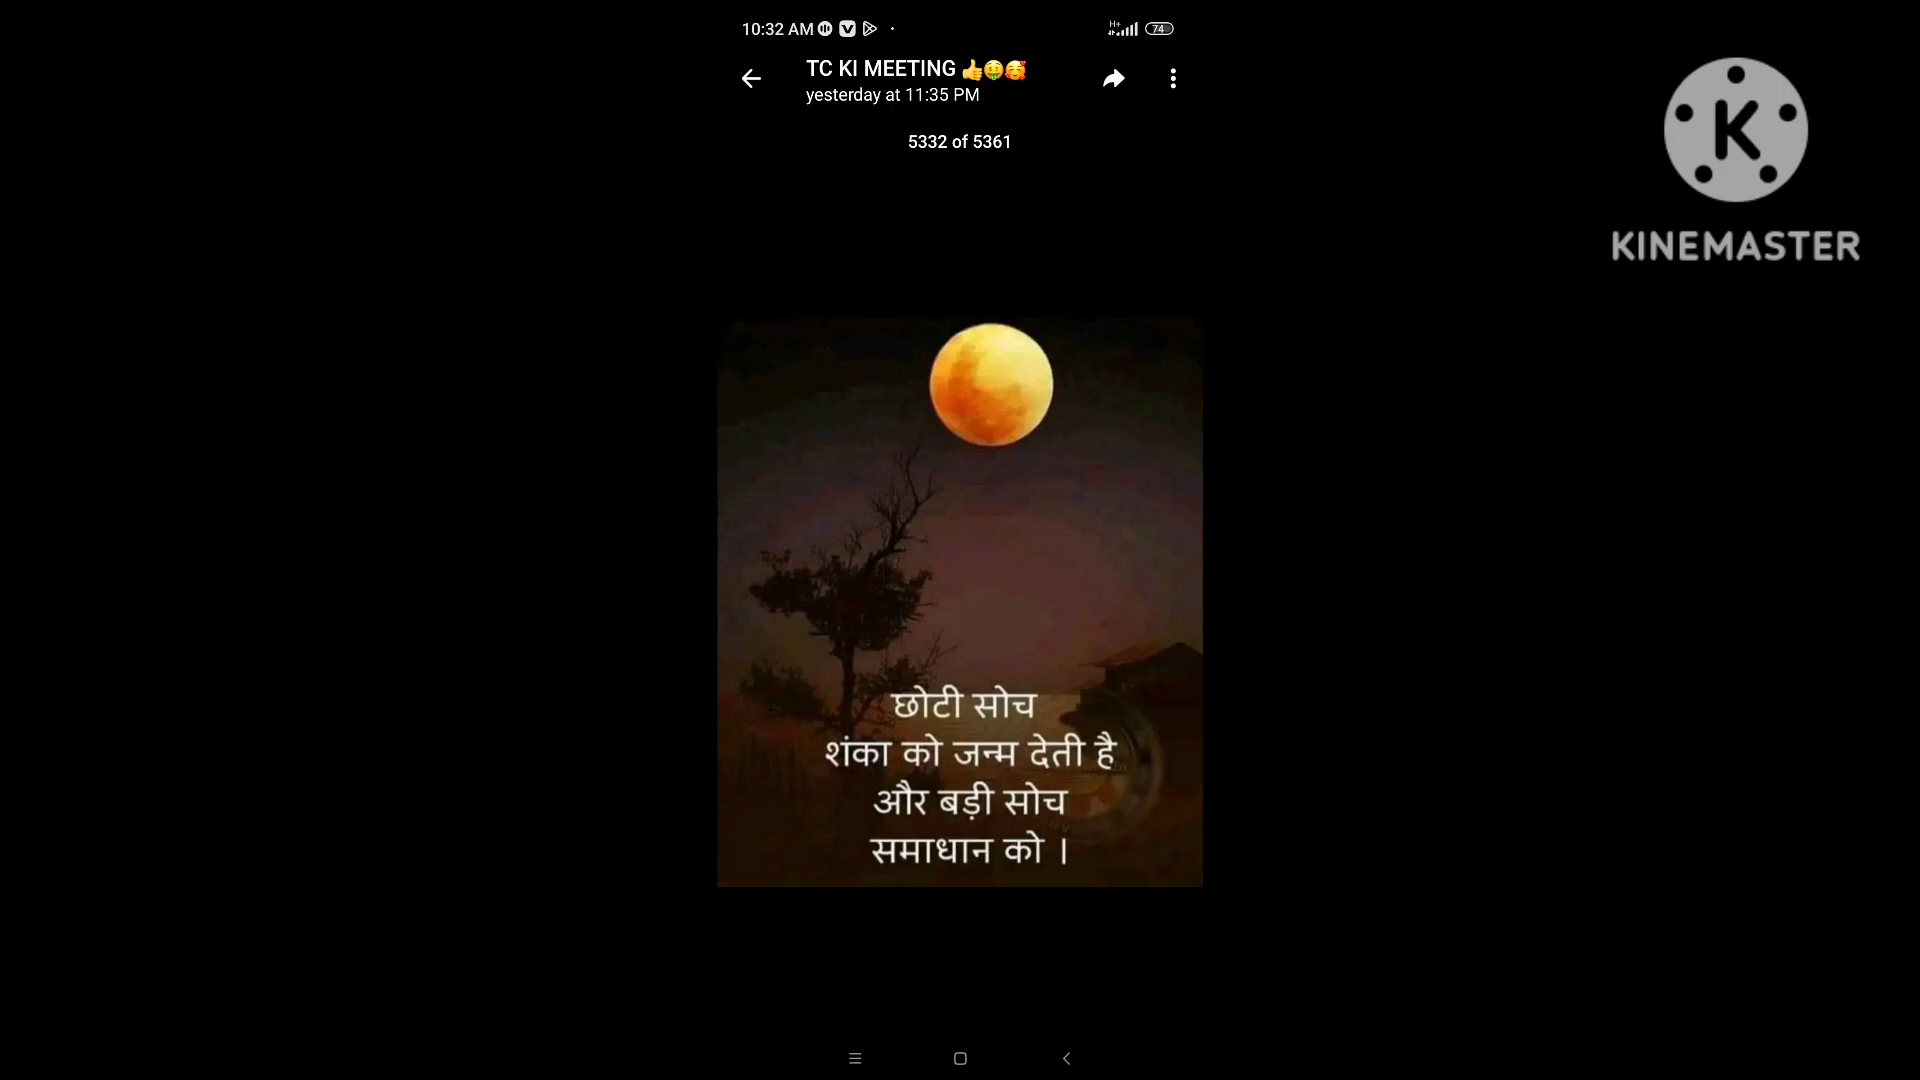 10:32 AM
H+
74
TC KI MEETING 👍🤑🥰
yesterday at 11:35 PM
5332 of 5361
K
KINEMASTER
छोटी सोच
शंका को जन्म देती है
और बड़ी सोच
समाधान को ।